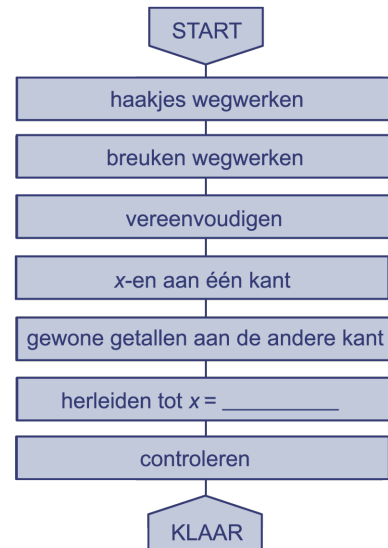 START
haakjes wegwerken
breuken wegwerken
vereenvoudigen
x-en aan één kant
gewone getallen aan de andere kant
herleiden tot x = __________
controleren
KLAAR